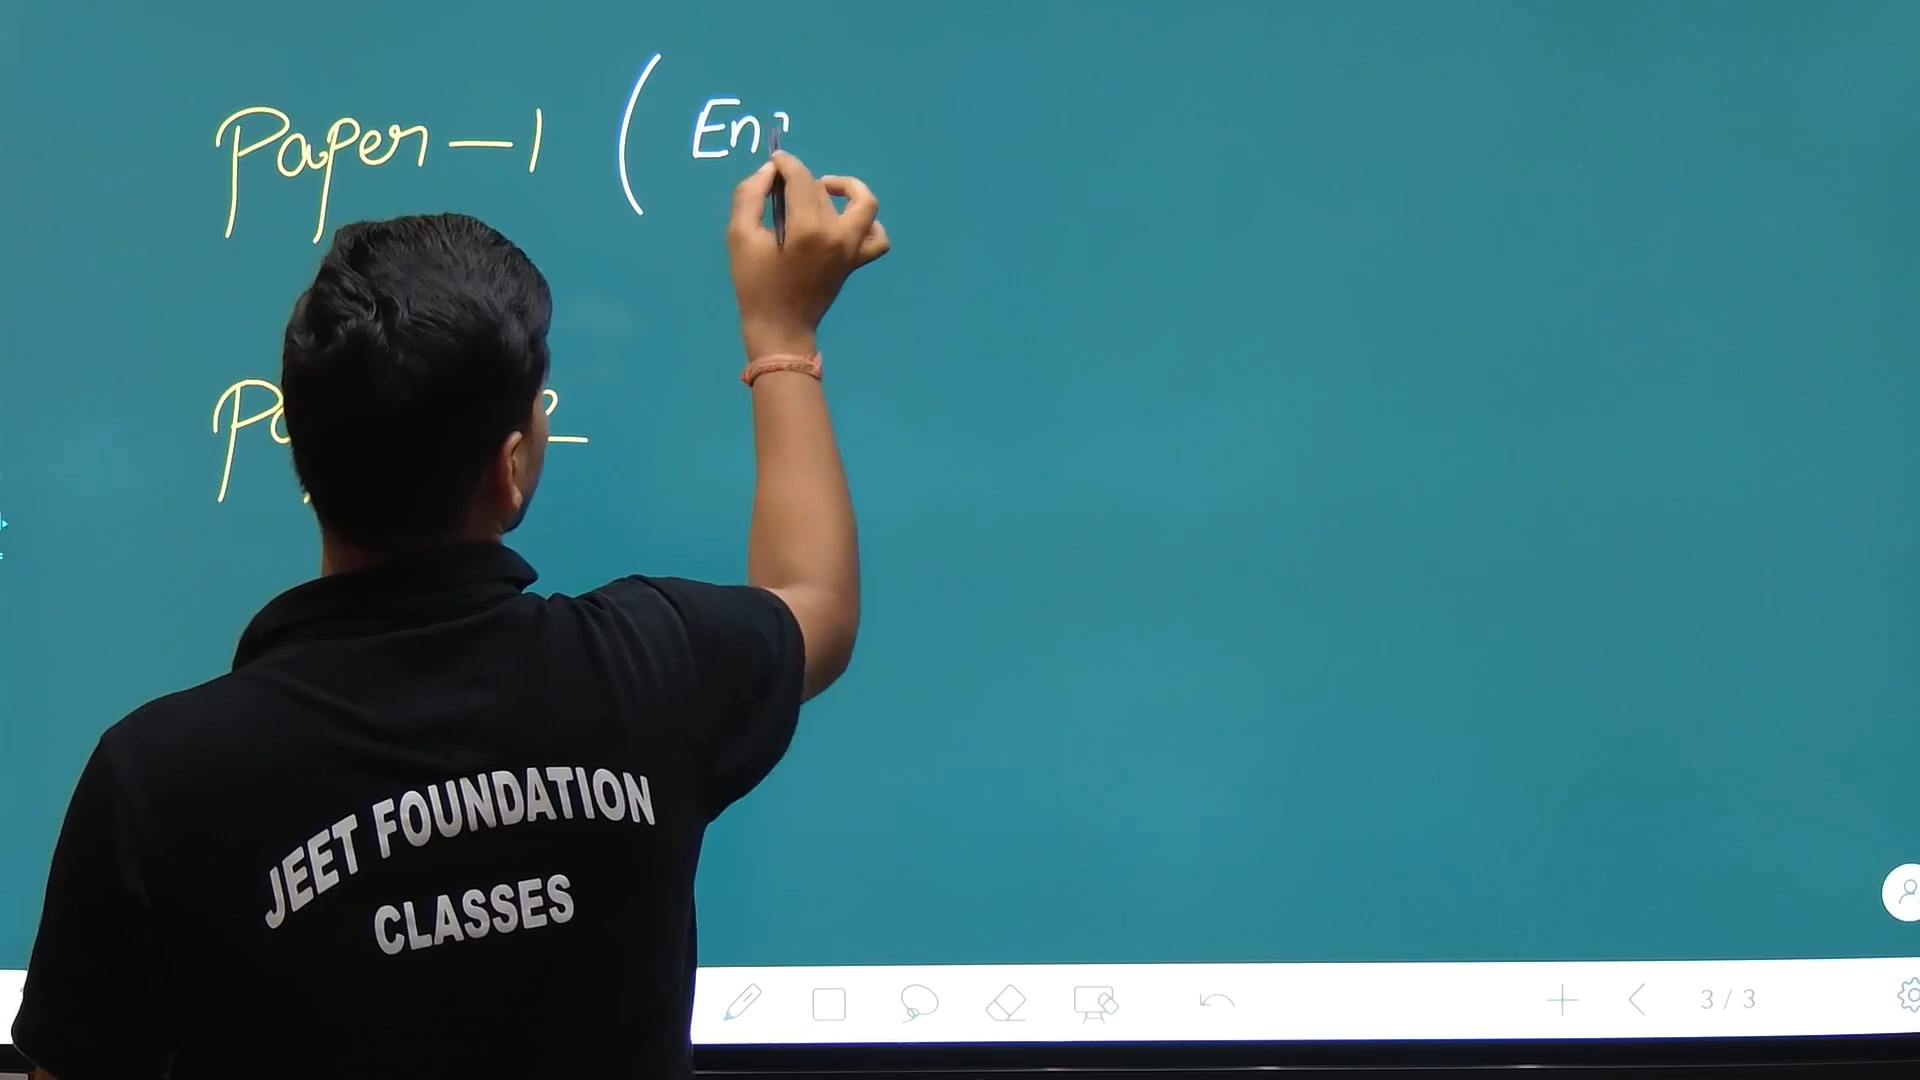 Paper - 1 ( En
JEET FOUNDATION
CLASSES
3 / 3